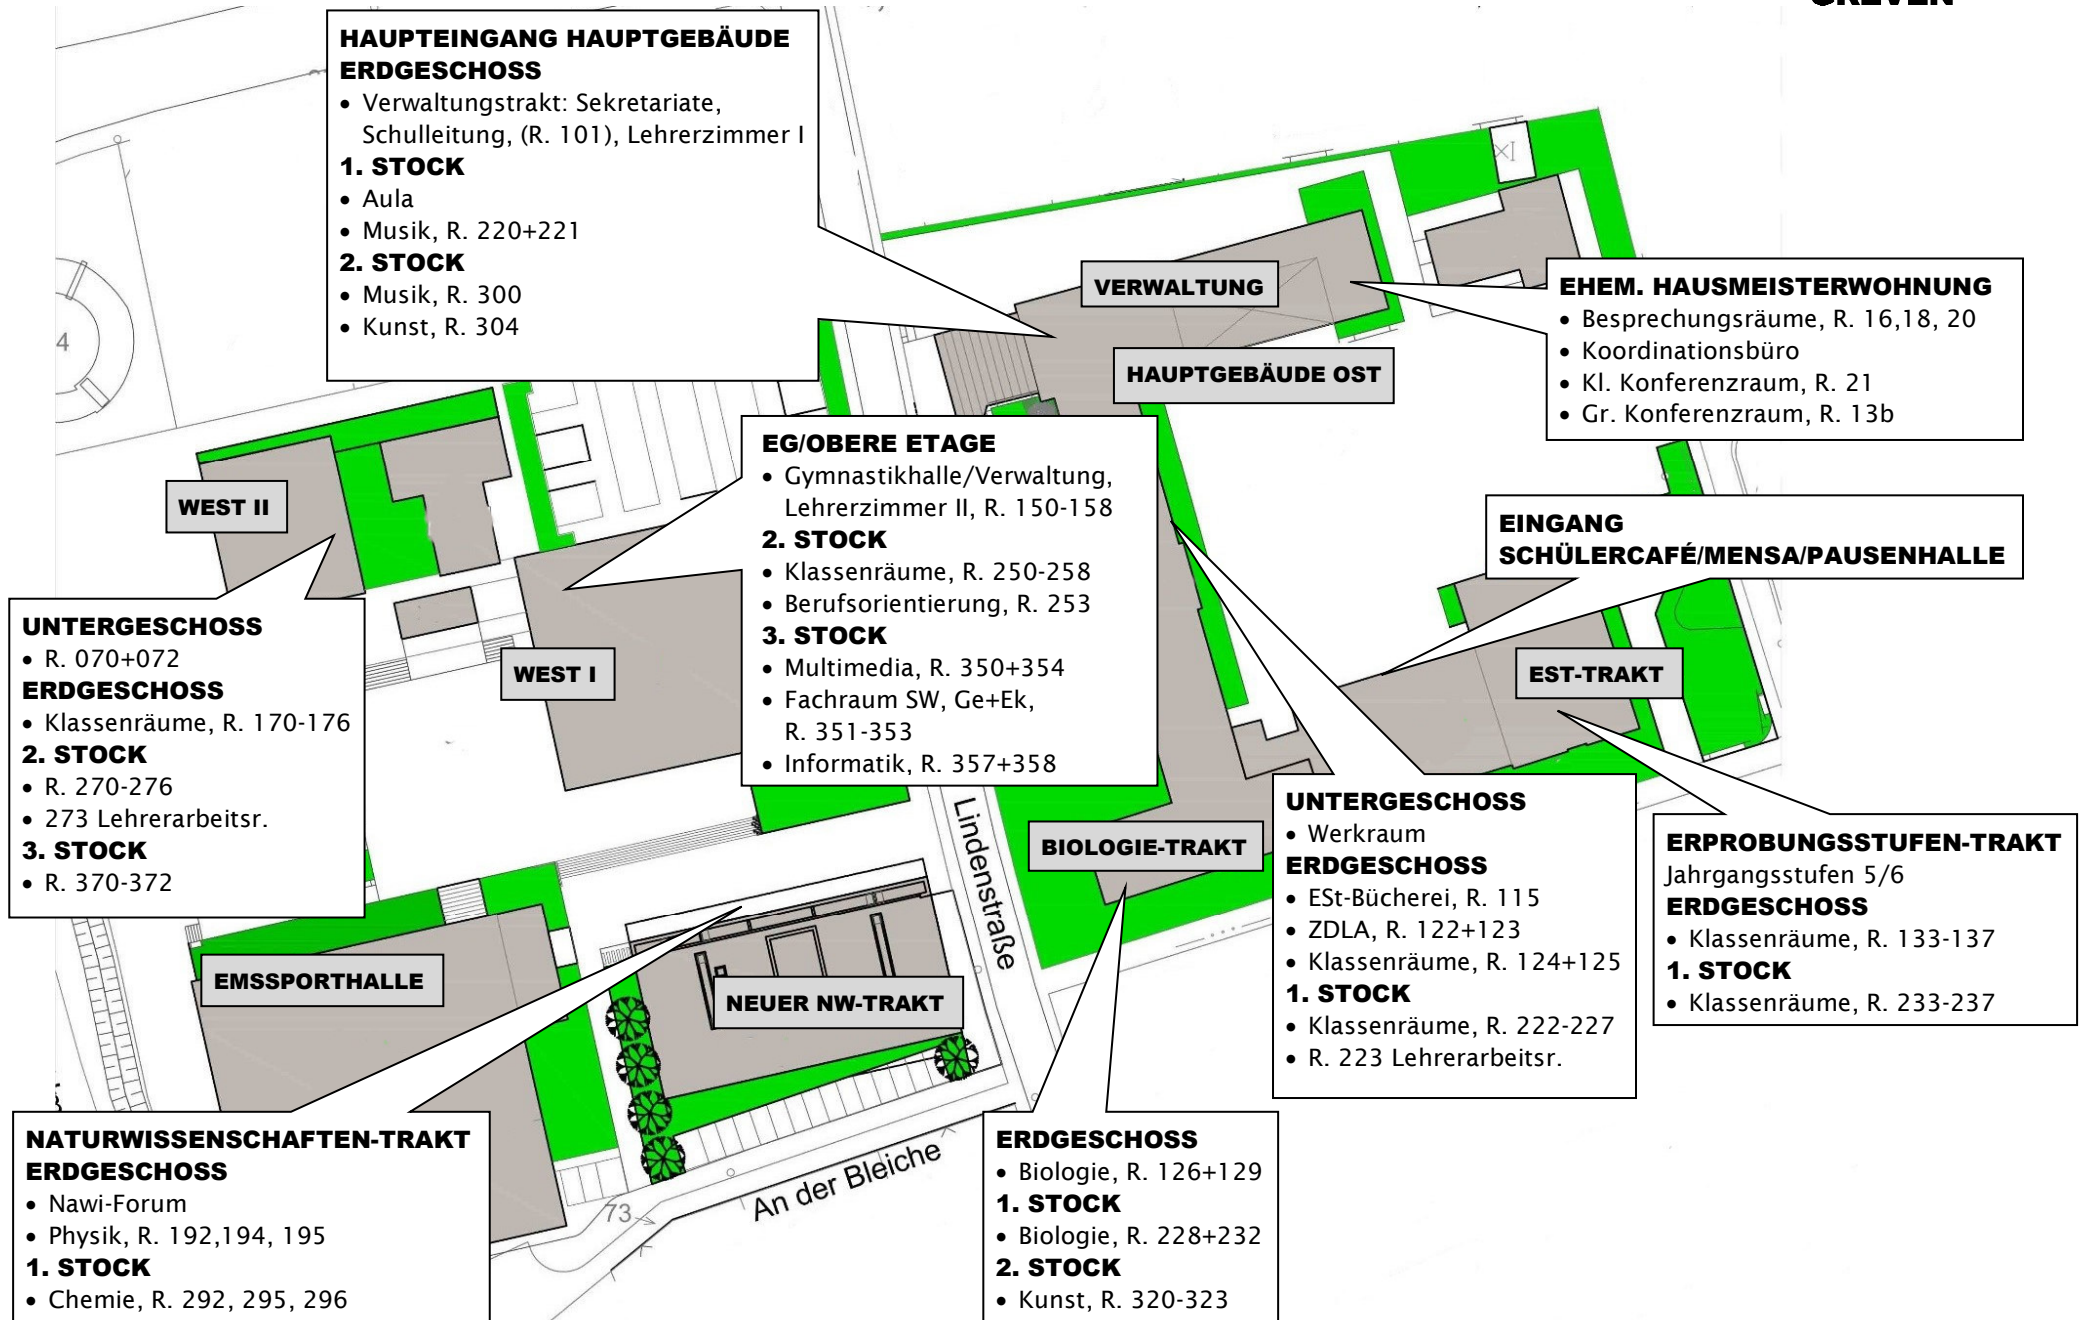 HAUPTEINGANG HAUPTGEBÄUDE
ERDGESCHOSS
• Verwaltungstrakt: Sekretariate,
Schulleitung, (R. 101), Lehrerzimmer I
1. STOCK
• Aula
• Musik, R. 220+221
2. STOCK
• Musik, R. 300
• Kunst, R. 304
VERWALTUNG
HAUPTGEBÄUDE OST
EHEM. HAUSMEISTERWOHNUNG
• Besprechungsräume, R. 16,18, 20
• Koordinationsbüro
• Kl. Konferenzraum, R. 21
• Gr. Konferenzraum, R. 13b
4
WEST II
EG/OBERE ETAGE
• Gymnastikhalle/Verwaltung,
Lehrerzimmer II, R. 150-158
2. STOCK
• Klassenräume, R. 250-258
• Berufsorientierung, R. 253
3. STOCK
• Multimedia, R. 350+354
• Fachraum SW, Ge+Ek,
R. 351-353
• Informatik, R. 357+358
EINGANG
SCHÜLERCAFÉ/MENSA/PAUSENHALLE
UNTERGESCHOSS
• R. 070+072
ERDGESCHOSS
• Klassenräume, R. 170-176
2. STOCK
• R. 270-276
• 273 Lehrerarbeitsr.
3. STOCK
• R. 370-372
WEST I
EST-TRAKT
Lindenstraße
BIOLOGIE-TRAKT
UNTERGESCHOSS
• Werkraum
ERDGESCHOSS
• ESt-Bücherei, R. 115
• ZDLA, R. 122+123
• Klassenräume, R. 124+125
1. STOCK
• Klassenräume, R. 222-227
• R. 223 Lehrerarbeitsr.
ERPROBUNGSSTUFEN-TRAKT
Jahrgangsstufen 5/6
ERDGESCHOSS
• Klassenräume, R. 133-137
1. STOCK
• Klassenräume, R. 233-237
EMSSPORTHALLE
NEUER NW-TRAKT
NATURWISSENSCHAFTEN-TRAKT
ERDGESCHOSS
• Nawi-Forum
• Physik, R. 192,194, 195
1. STOCK
• Chemie, R. 292, 295, 296
73
An der Bleiche
ERDGESCHOSS
• Biologie, R. 126+129
1. STOCK
• Biologie, R. 228+232
2. STOCK
• Kunst, R. 320-323